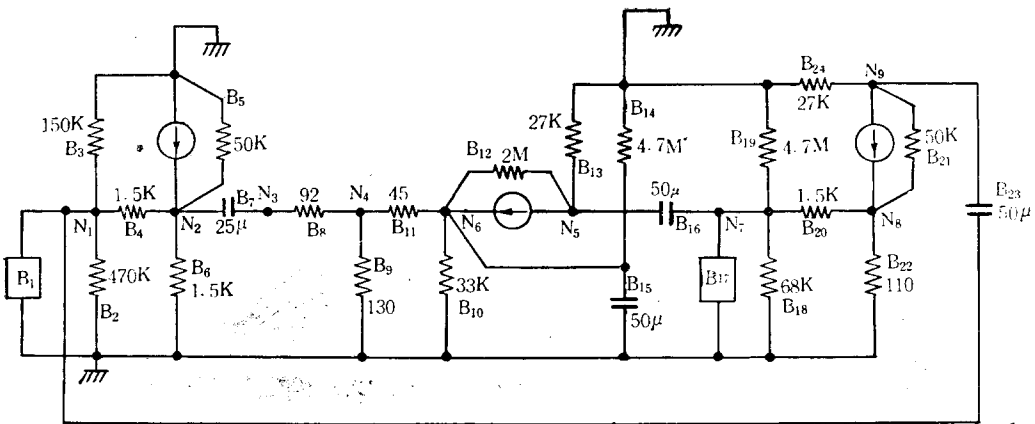 B5
150K
B3
50K
1.5K
B4
N1
N2
B7
25μ
N3
92
B8
N4
45
B11
B12
2M
N6
N5
27K
B13
B14
4.7M
50μ
B16
N7
B19
4.7M
B24
27K
N9
50K
B21
1.5K
B20
N8
B23
50μ
B1
470K
B2
B6
1.5K
B9
130
33K
B10
B15
50μ
B17
68K
B18
B22
110